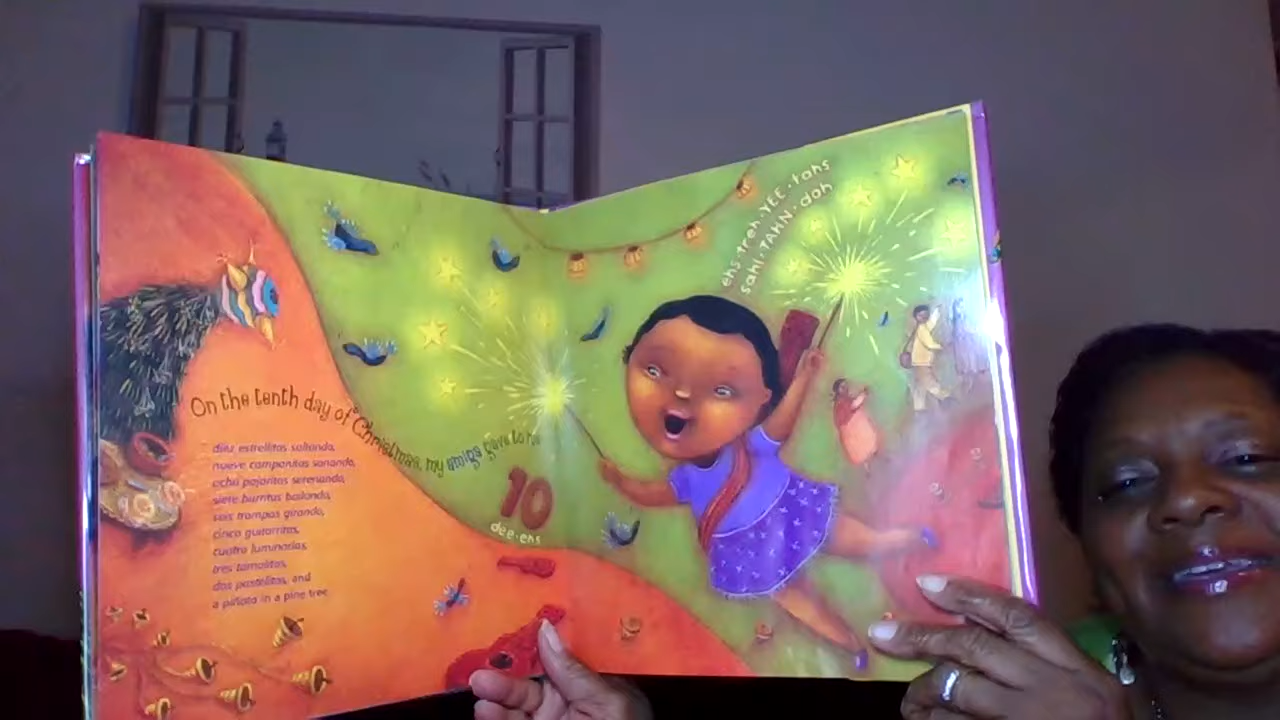 On the tenth day of Christmas, my amiga gave to me
10
dee·ehs
diez estrellitas saltando,
nueve campanitas sonando,
ocho pajaritos serenando,
siete burritos bailando,
seis trompos girando,
cinco guitarritas,
cuatro luminarias,
tres tamalitos,
dos pastelitos, and
a piñata in a pine tree.
ehs·treh·YEE·tahs
sahl·TAHN·doh